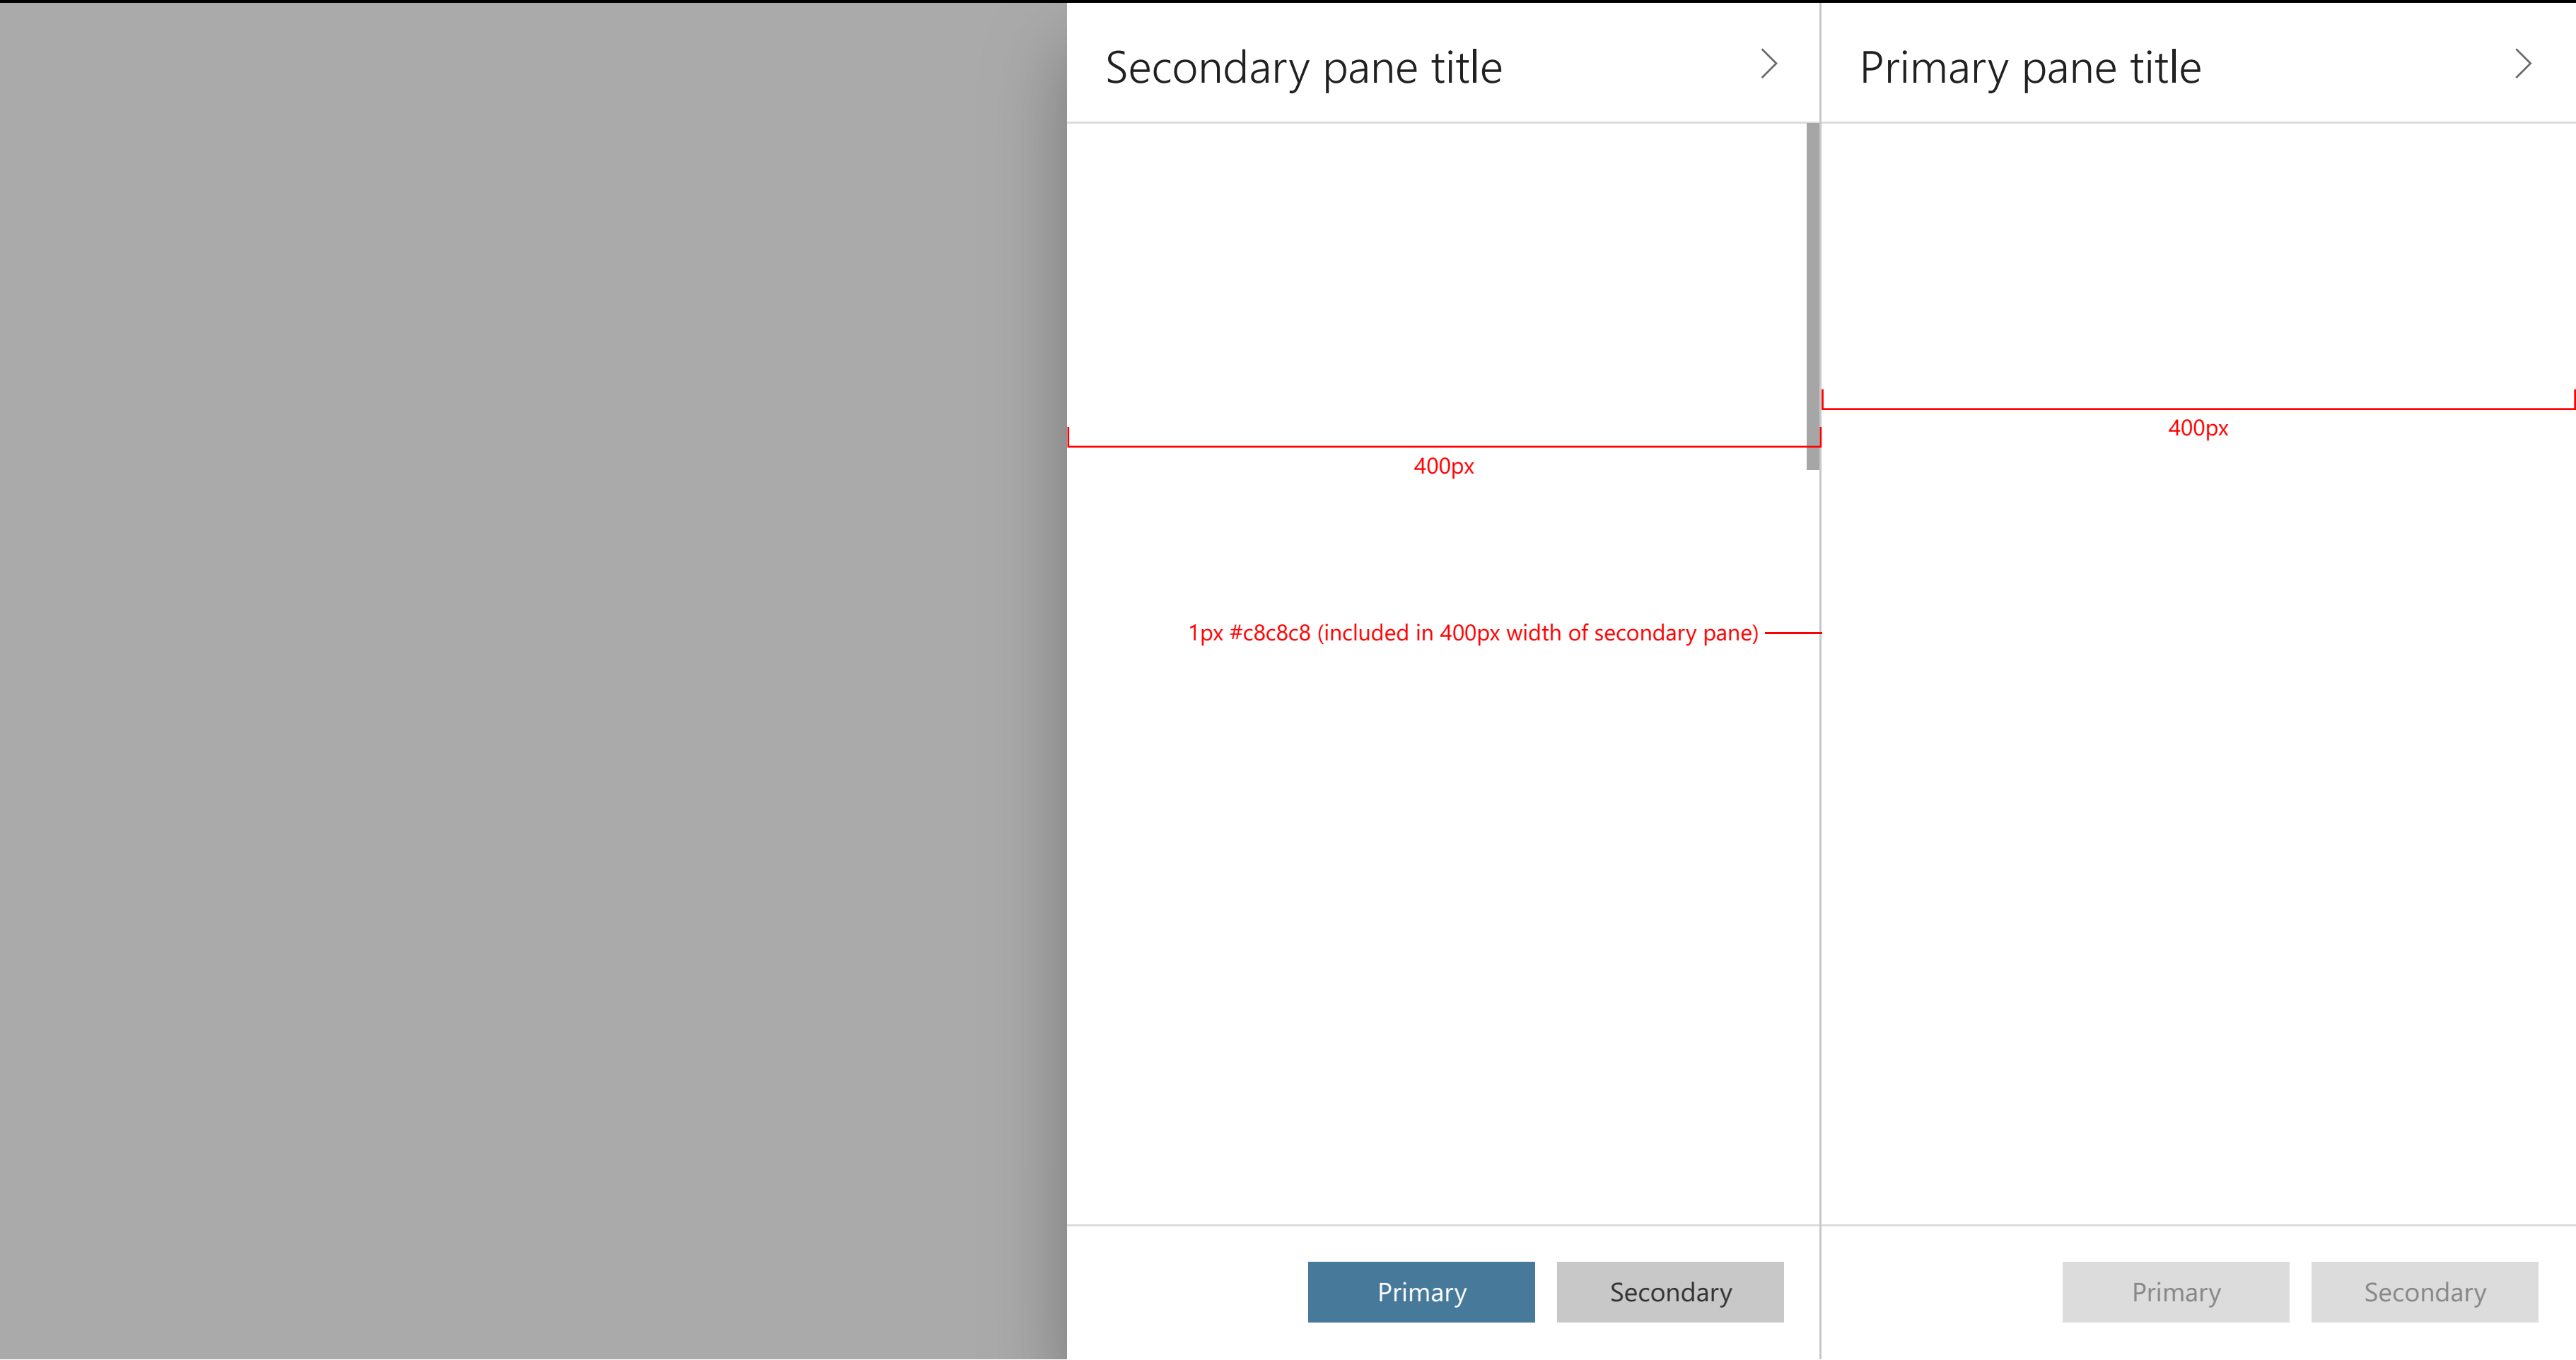 Secondary pane title
Primary pane title
400px
400px
1px #c8c8c8 (included in 400px width of secondary pane)
Primary
Secondary
Primary
Secondary